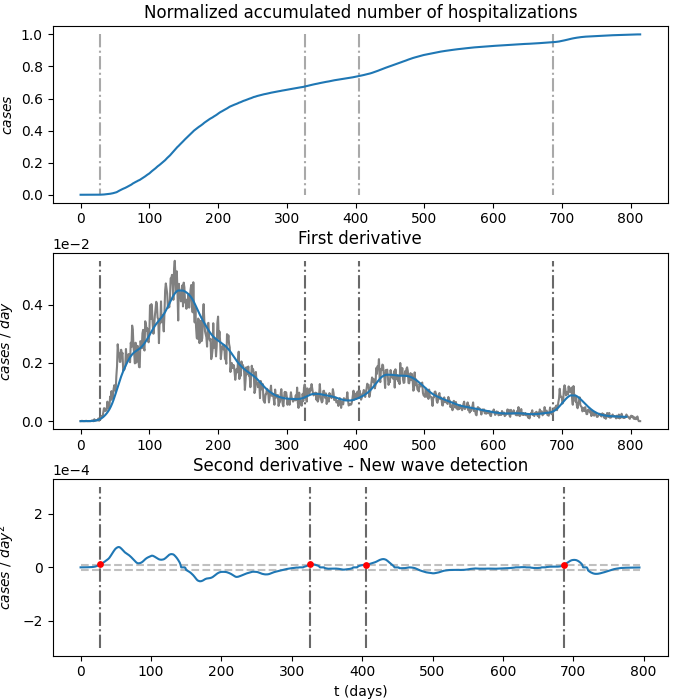 Normalized accumulated number of hospitalizations
1.0
0.8
0.6
0.4
0.2
0.0
cases
0 100 200 300 400 500 600 700 800
First derivative
1e−2
0.4
0.2
0.0
cases / day
0 100 200 300 400 500 600 700 800
Second derivative - New wave detection
1e−4
2
0
−2
cases / day²
0 100 200 300 400 500 600 700 800
t (days)